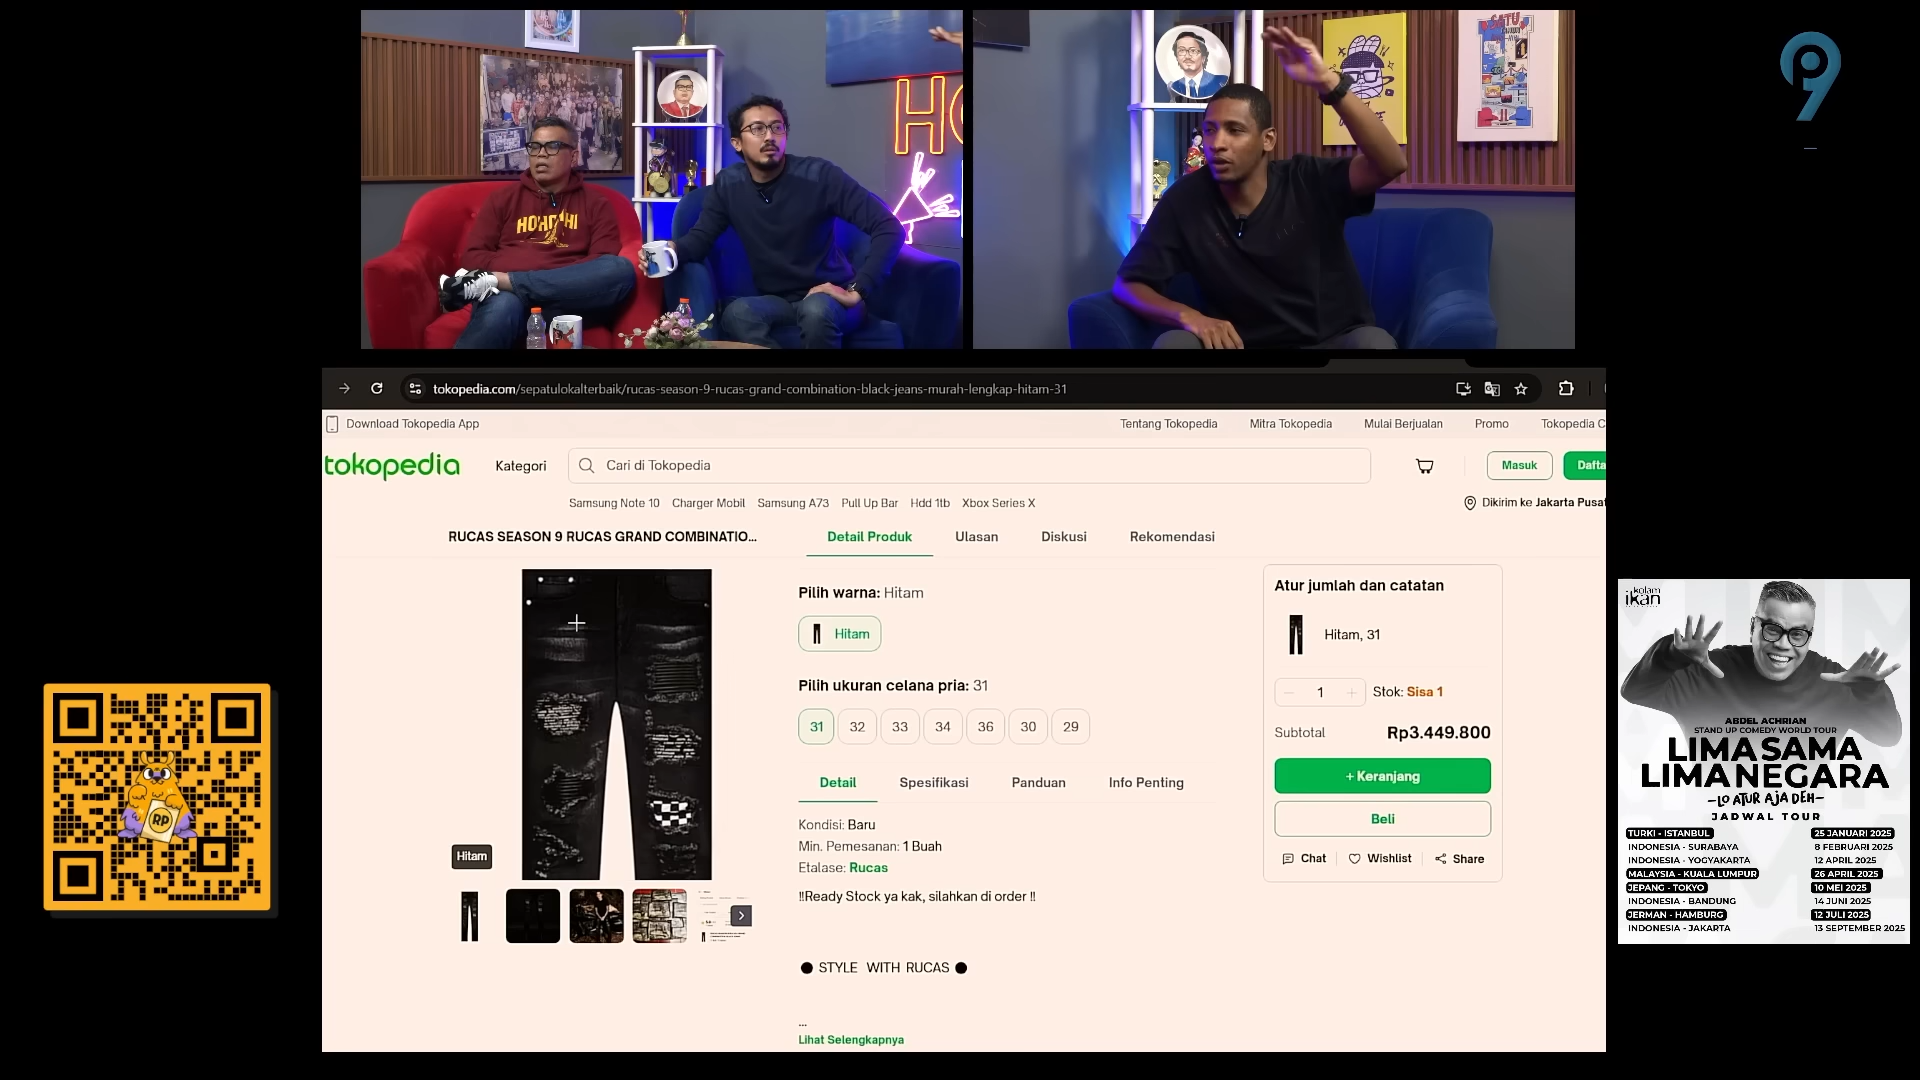 HOHOHIHI
HO
SATU
P9
tokopedia.com/sepatulokalterbaik/rucas-season-9-rucas-grand-combination-black-jeans-murah-lengkap-hitam-31
Download Tokopedia App
Tentang Tokopedia
Mitra Tokopedia
Mulai Berjualan
Promo
Tokopedia C
tokopedia
Kategori
Cari di Tokopedia
Masuk
Dafta
Samsung Note 10
Charger Mobil
Samsung A73
Pull Up Bar
Hdd 1tb
Xbox Series X
Dikirim ke Jakarta Pusat
RUCAS SEASON 9 RUCAS GRAND COMBINATIO...
Detail Produk
Ulasan
Diskusi
Rekomendasi
Pilih warna: Hitam
Hitam
Pilih ukuran celana pria: 31
31
32
33
34
36
30
29
Detail
Spesifikasi
Panduan
Info Penting
Kondisi: Baru
Min. Pemesanan: 1 Buah
Etalase: Rucas
!!Ready Stock ya kak, silahkan di order !!
● STYLE WITH RUCAS ●
...
Lihat Selengkapnya
Hitam
Atur jumlah dan catatan
Hitam, 31
1
Stok: Sisa 1
Subtotal
Rp3.449.800
+ Keranjang
Beli
Chat
Wishlist
Share
RP
kolam
ikan
ABDEL ACHRIAN
STAND UP COMEDY WORLD TOUR
LIMA SAMA
LIMA NEGARA
-LO ATUR AJA DEH-
JADWAL TOUR
TURKI - ISTANBUL 25 JANUARI 2025
INDONESIA - SURABAYA 8 FEBRUARI 2025
INDONESIA - YOGYAKARTA 12 APRIL 2025
MALAYSIA - KUALA LUMPUR 26 APRIL 2025
JEPANG - TOKYO 10 MEI 2025
INDONESIA - BANDUNG 14 JUNI 2025
JERMAN - HAMBURG 12 JULI 2025
INDONESIA - JAKARTA 13 SEPTEMBER 2025